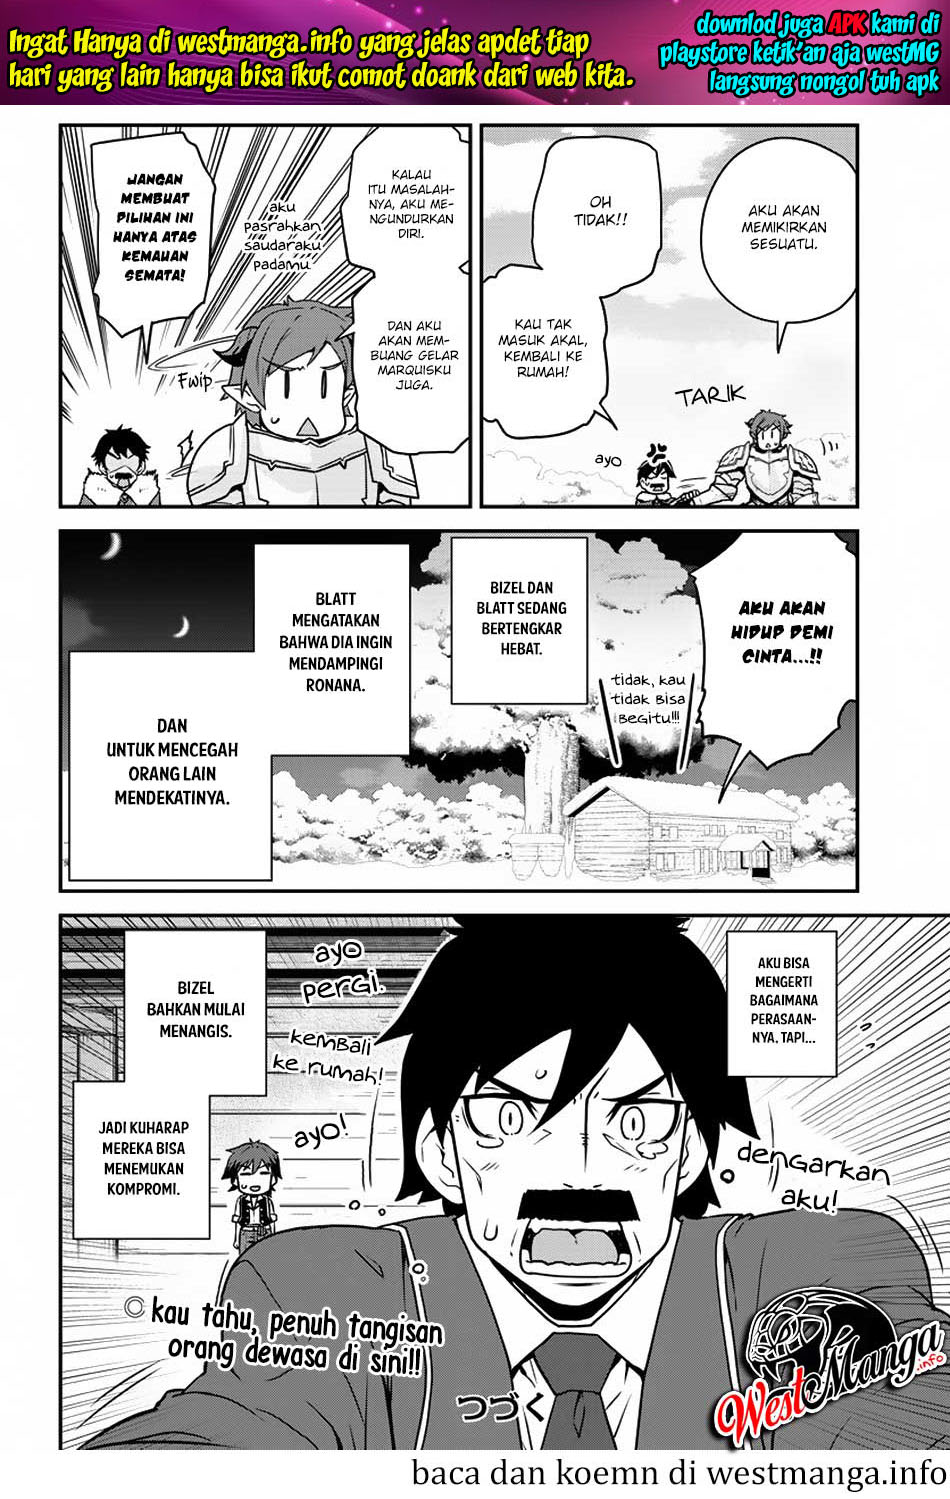 Ingat Hanya di westmanga.info yang jelas apdet tiap
hari yang lain hanya bisa ikut comot doank dari web kita.
downlod juga APK kami di
playstore ketik'an aja westMG
langsung nongol tuh apk
AKU AKAN
MEMIKIRKAN
SESUATU.
OH
TIDAK!!
KAU TAK
MASUK AKAL,
KEMBALI KE
RUMAH!
TARIK
ayo
KALAU
ITU MASALAH-
NYA, AKU ME-
NGUNDURKAN
DIRI.
DAN AKU
AKAN MEM-
BUANG GELAR
MARQUISKU
JUGA.
aku
pasrahkan
saudaraku
padamu
Fwip
JANGAN
MEMBUAT
PILIHAN INI
HANYA ATAS
KEMAUAN
SEMATA!
AKU AKAN
HIDUP DEMI
CINTA...!!
tidak, kau
tidak bisa
begitu!!!
BIZEL DAN
BLATT SEDANG
BERTENGKAR
HEBAT.
BLATT
MENGATAKAN
BAHWA DIA INGIN
MENDAMPINGI
RONANA.
DAN
UNTUK MENCEGAH
ORANG LAIN
MENDEKATINYA.
AKU BISA
MENGERTI
BAGAIMANA
PERASAAN-
NYA, TAPI...
dengarkan
aku!
ayo
pergi.
kembali
ke rumah!
ayo!
BIZEL
BAHKAN MULAI
MENANGIS.
JADI KUHARAP
MEREKA BISA
MENEMUKAN
KOMPROMI.
◎ kau tahu, penuh tangisan
orang dewasa di sini!!!
つづく
WestManga
.info
baca dan koemn di westmanga.info